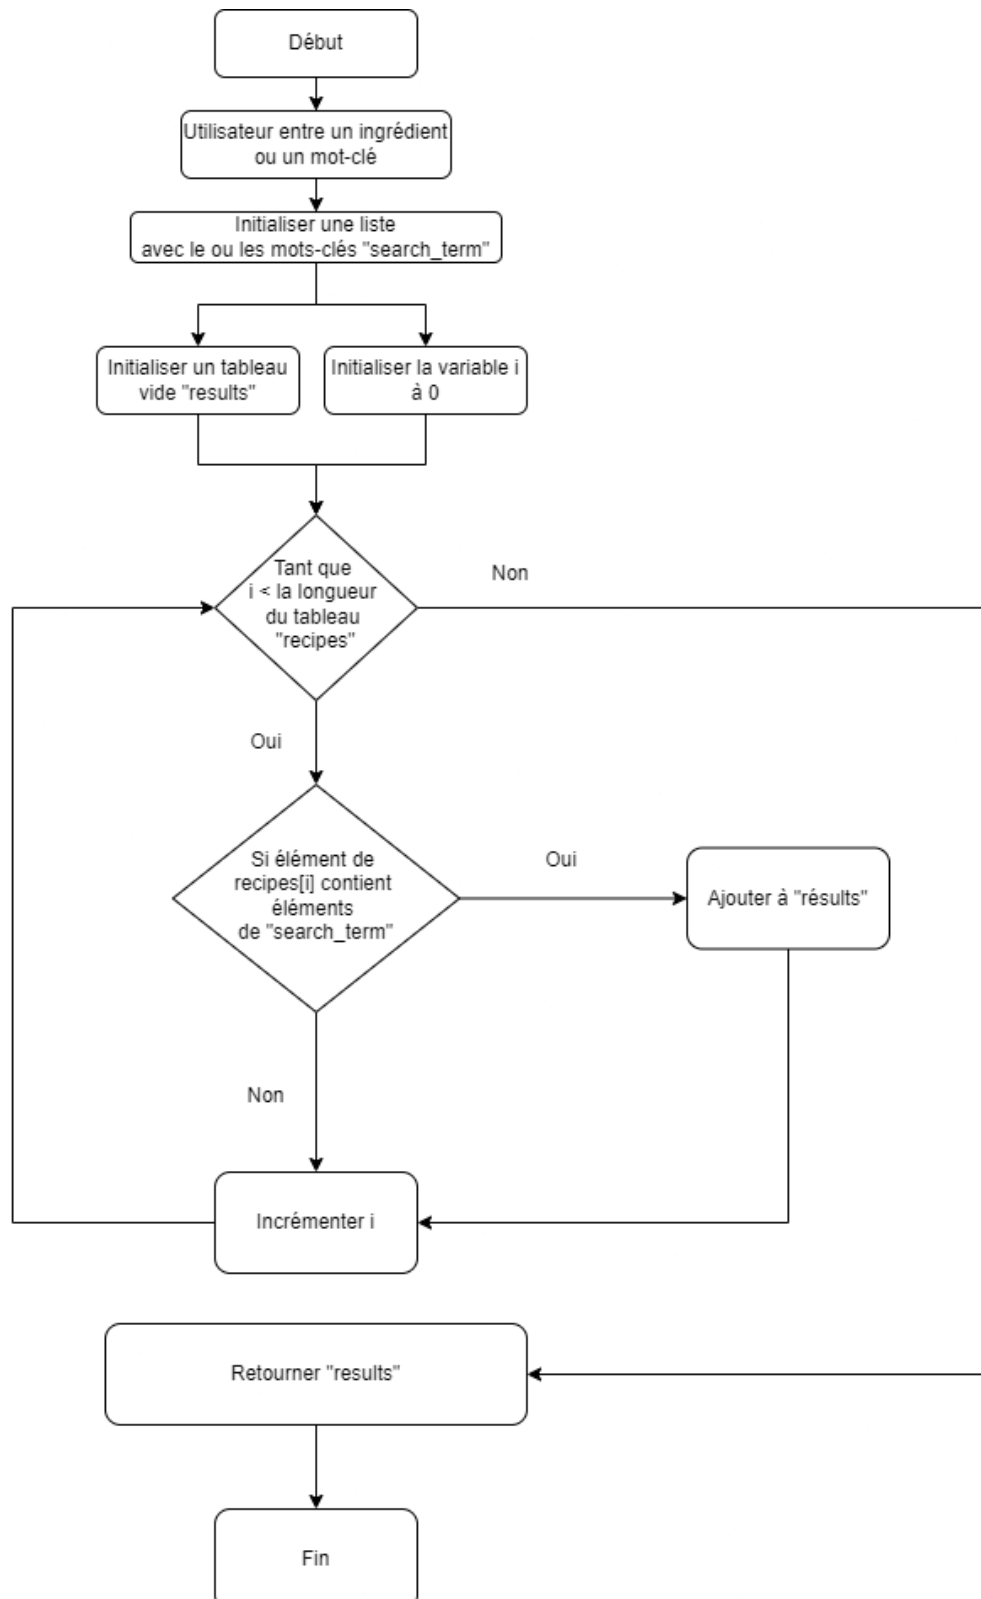 Début
Utilisateur entre un ingrédient
ou un mot-clé
Initialiser une liste
avec le ou les mots-clés "search_term"
Initialiser un tableau
vide "results"
Initialiser la variable i
à 0
Tant que
i < la longueur
du tableau
"recipes"
Non
Oui
Si élément de
recipes[i] contient
éléments
de "search_term"
Oui
Ajouter à "résults"
Non
Incrémenter i
Retourner "results"
Fin